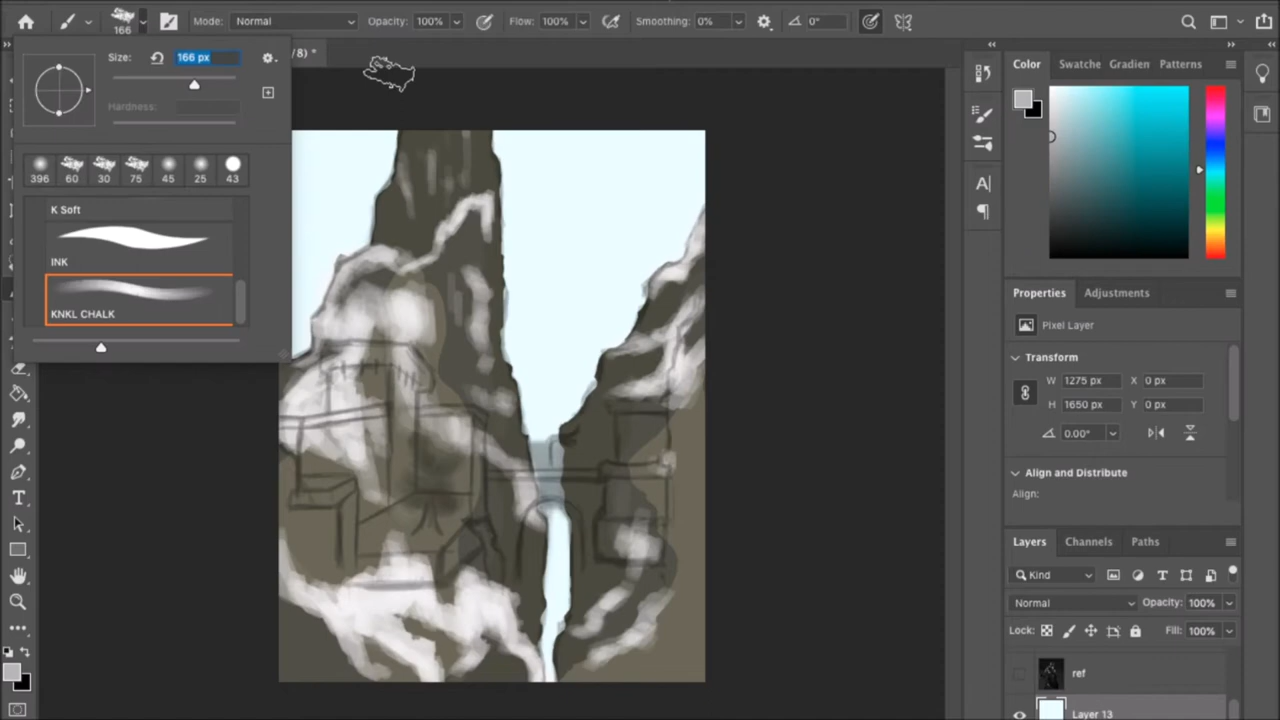 166
Mode: Normal
Opacity: 100%
Flow: 100%
Smoothing: 0%
0°
Size: 166 px
Hardness:
/8) *
396 60 30 75 45 25 43
K Soft
INK
KNKL CHALK
T
Color Swatche Gradien Patterns
A|
Properties Adjustments
Pixel Layer
Transform
W 1275 px X 0 px
H 1650 px Y 0 px
0.00°
Align and Distribute
Align:
Layers Channels Paths
Kind
Normal Opacity: 100%
Lock: Fill: 100%
ref
Layer 13